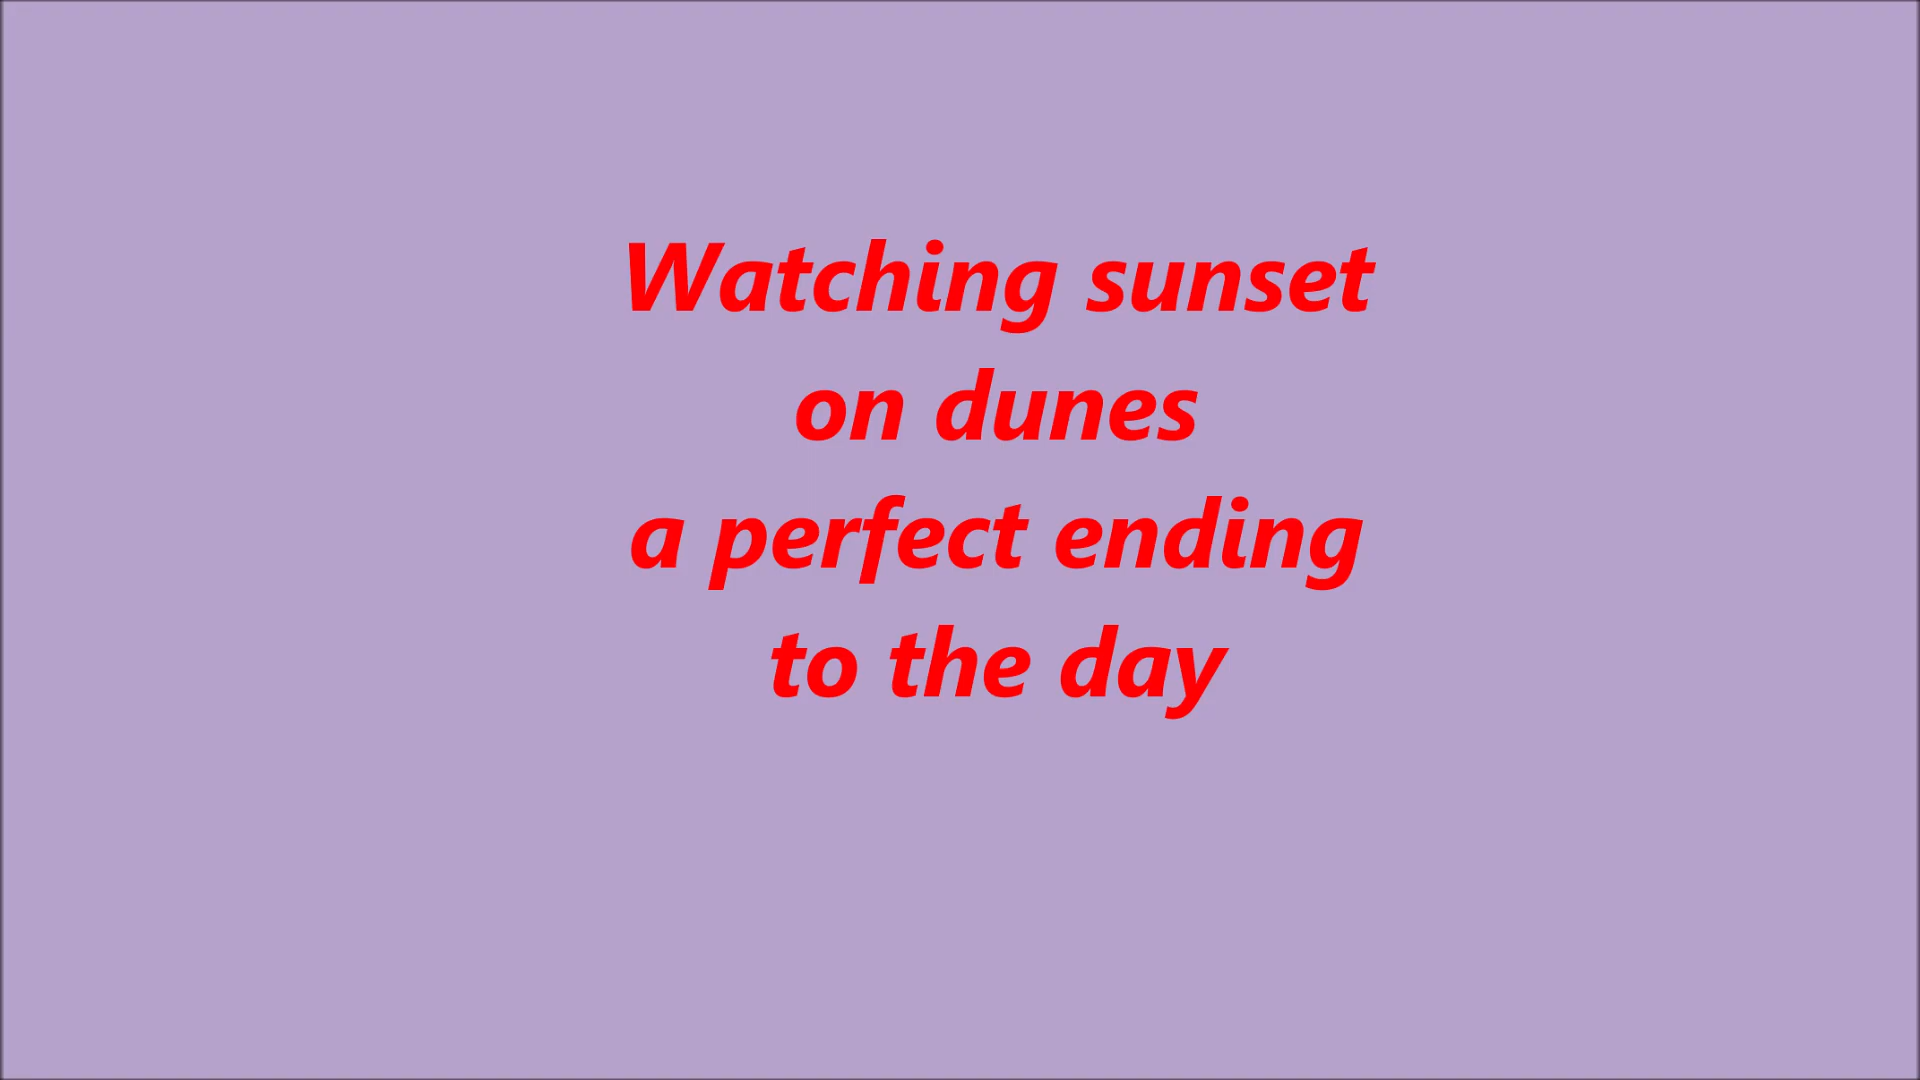 Watching sunset
on dunes
a perfect ending
to the day